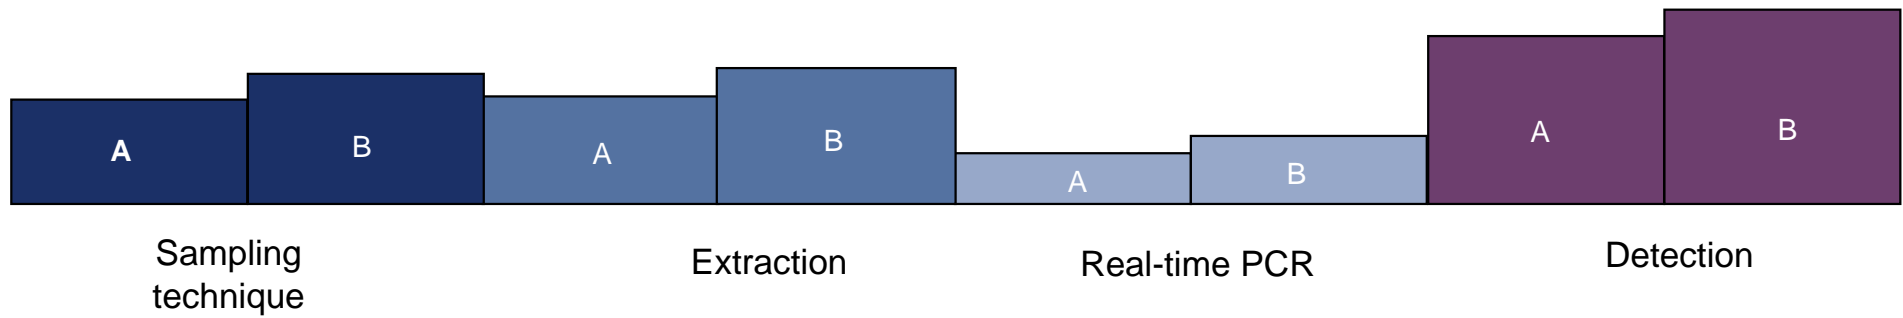 A
B
A
B
A
B
A
B
Sampling
technique
Extraction
Real-time PCR
Detection